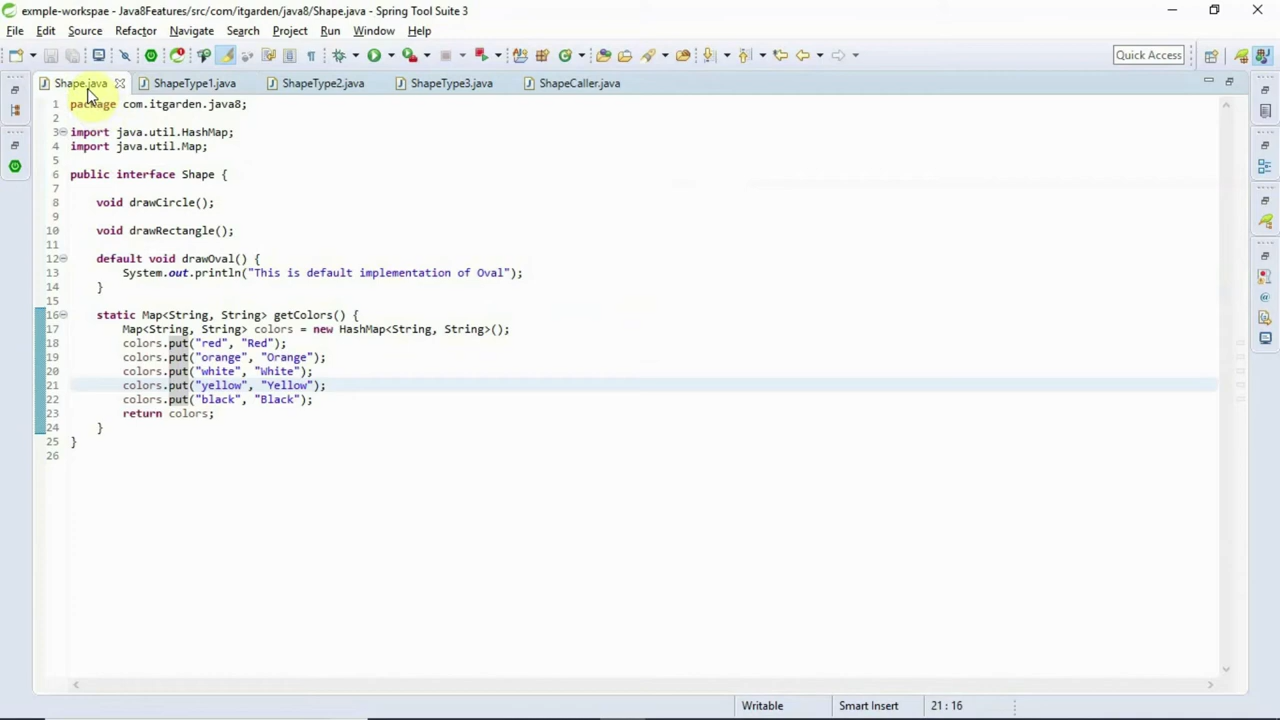 exmple-workspae - Java8Features/src/com/itgarden/java8/Shape.java - Spring Tool Suite 3
File Edit Source Refactor Navigate Search Project Run Window Help
Quick Access
Shape.java ShapeType1.java ShapeType2.java ShapeType3.java ShapeCaller.java
1 package com.itgarden.java8;
2
3 import java.util.HashMap;
4 import java.util.Map;
5
6 public interface Shape {
7
8 void drawCircle();
9
10 void drawRectangle();
11
12 default void drawOval() {
13 System.out.println("This is default implementation of Oval");
14 }
15
16 static Map<String, String> getColors() {
17 Map<String, String> colors = new HashMap<String, String>();
18 colors.put("red", "Red");
19 colors.put("orange", "Orange");
20 colors.put("white", "White");
21 colors.put("yellow", "Yellow");
22 colors.put("black", "Black");
23 return colors;
24 }
25 }
26
Writable Smart Insert 21 : 16